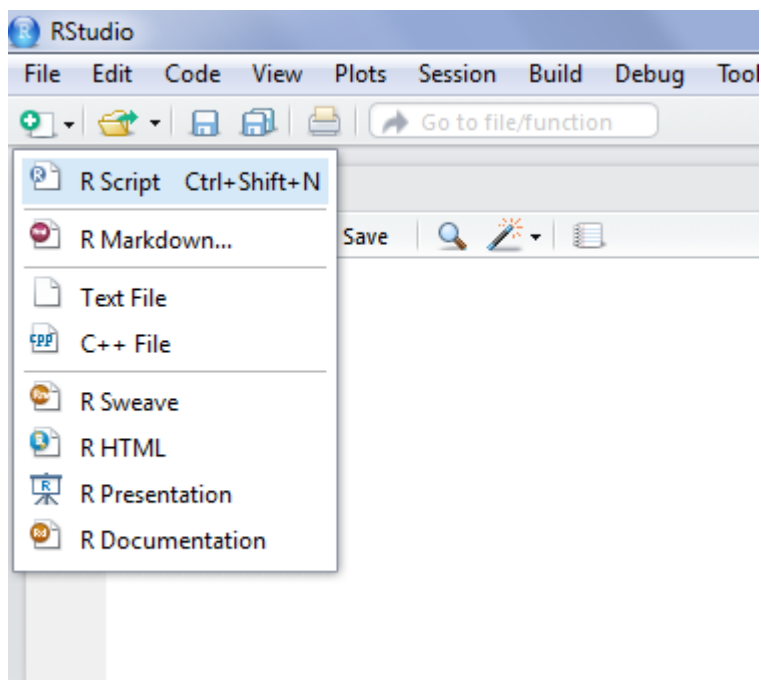 RStudio
File Edit Code View Plots Session Build Debug Tool
Go to file/function
R Script Ctrl+Shift+N
R Markdown...
Save
Text File
C++ File
R Sweave
R HTML
R Presentation
R Documentation